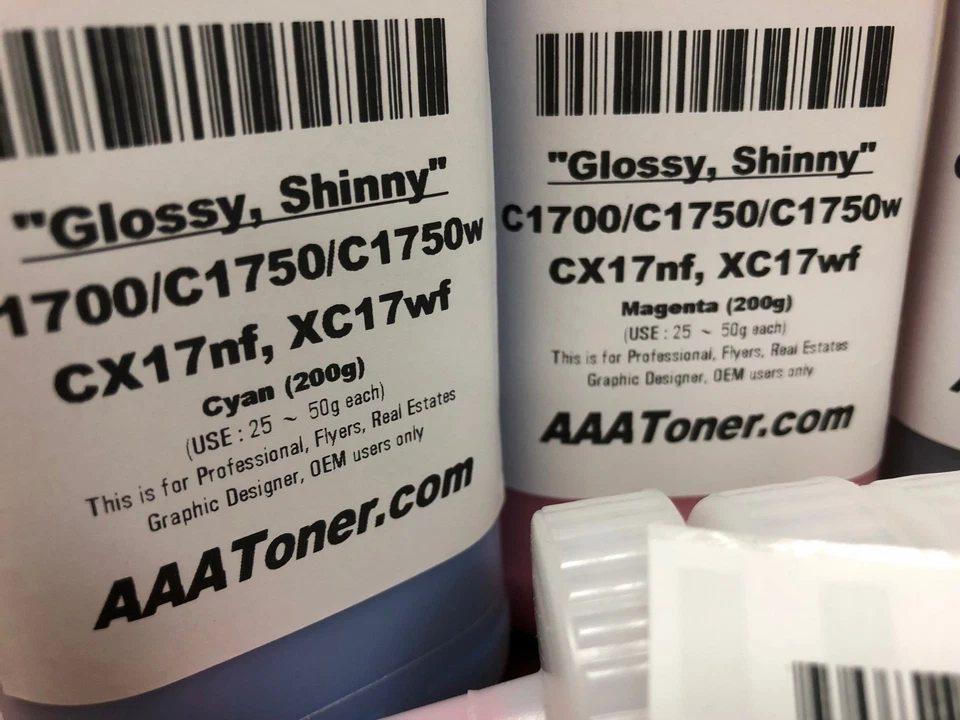 "Glossy, Shinny"
1700/C1750/C1750w
CX17nf, XC17wf
Cyan (200g)
(USE : 25 ~ 50g each)
This is for Professional, Flyers, Real Estates
Graphic Designer, OEM users only
AAAToner.com
"Glossy, Shinny"
C1700/C1750/C1750w
CX17nf, XC17wf
Magenta (200g)
(USE : 25 ~ 50g each)
This is for Professional, Flyers, Real Estates
Graphic Designer, OEM users only
AAAToner.com